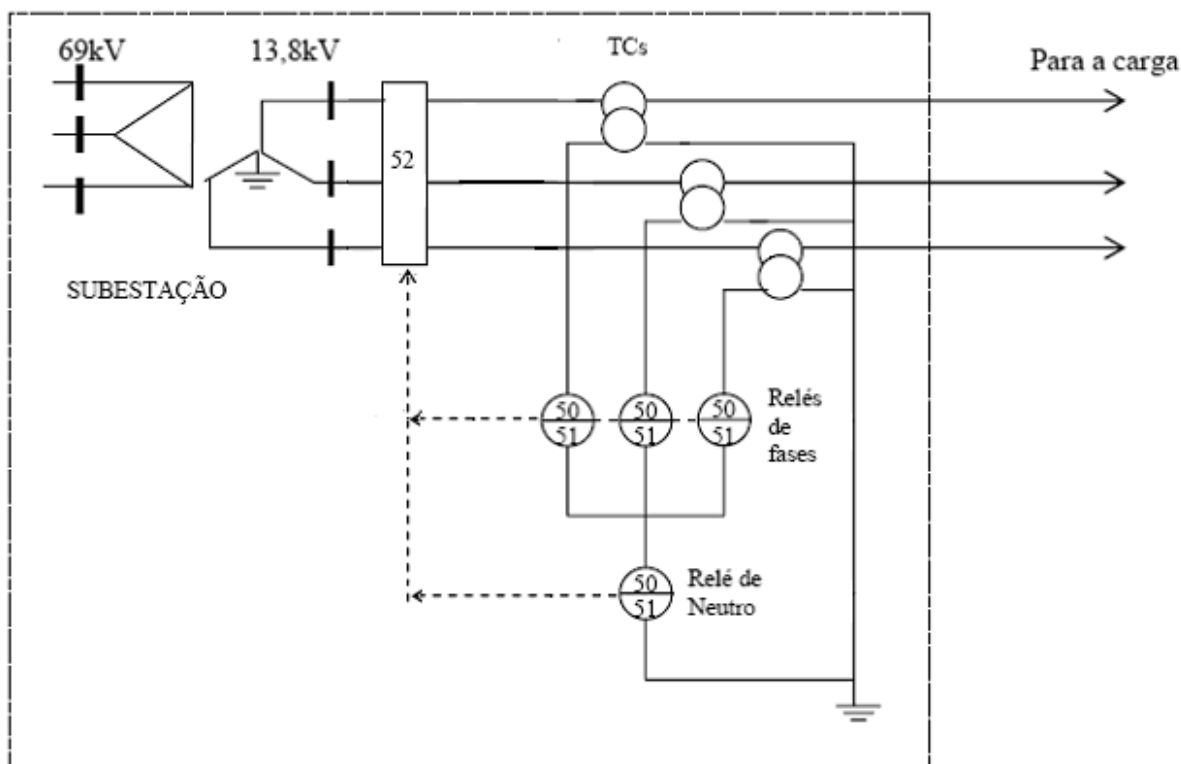 69kV
13,8kV
TCs
Para a carga
52
SUBESTAÇÃO
50
51
50
51
50
51
Relés
de
fases
50
51
Relé de
Neutro